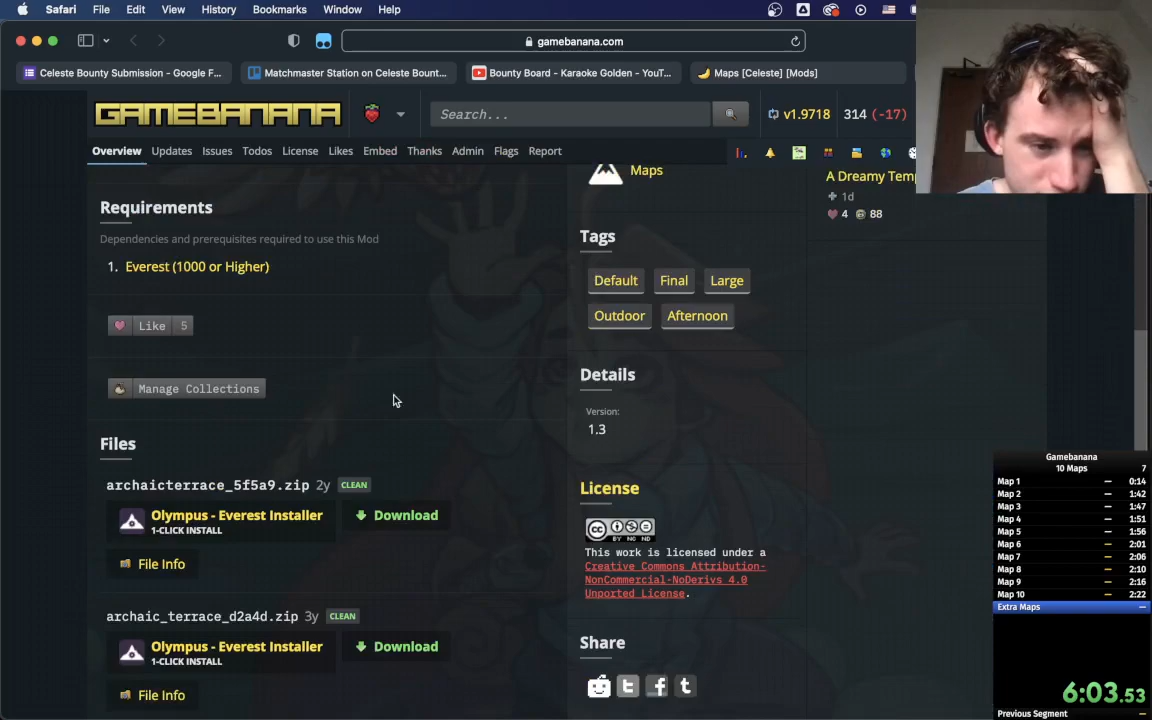 Safari File Edit View History Bookmarks Window Help
gamebanana.com
Celeste Bounty Submission - Google F...
Matchmaster Station on Celeste Bount...
Bounty Board - Karaoke Golden - YouT...
Maps [Celeste] [Mods]
GAMEBANANA
Search...
v1.9718
314 (-17)
Overview Updates Issues Todos License Likes Embed Thanks Admin Flags Report
Maps
A Dreamy Temp
1d
4 88
Requirements
Dependencies and prerequisites required to use this Mod
1. Everest (1000 or Higher)
Like 5
Manage Collections
Files
archaicterrace_5f5a9.zip 2y CLEAN
Olympus - Everest Installer
1-CLICK INSTALL
Download
File Info
archaic_terrace_d2a4d.zip 3y CLEAN
Olympus - Everest Installer
1-CLICK INSTALL
Download
File Info
Tags
Default Final Large
Outdoor Afternoon
Details
Version:
1.3
License
CC
BY NC ND
This work is licensed under a
Creative Commons Attribution-
NonCommercial-NoDerivs 4.0
Unported License.
Share
Gamebanana
10 Maps 7
Map 1 — 0:14
Map 2 — 1:42
Map 3 — 1:47
Map 4 — 1:51
Map 5 — 1:56
Map 6 — 2:01
Map 7 — 2:06
Map 8 — 2:10
Map 9 — 2:16
Map 10 — 2:22
Extra Maps —
6:03.53
Previous Segment —